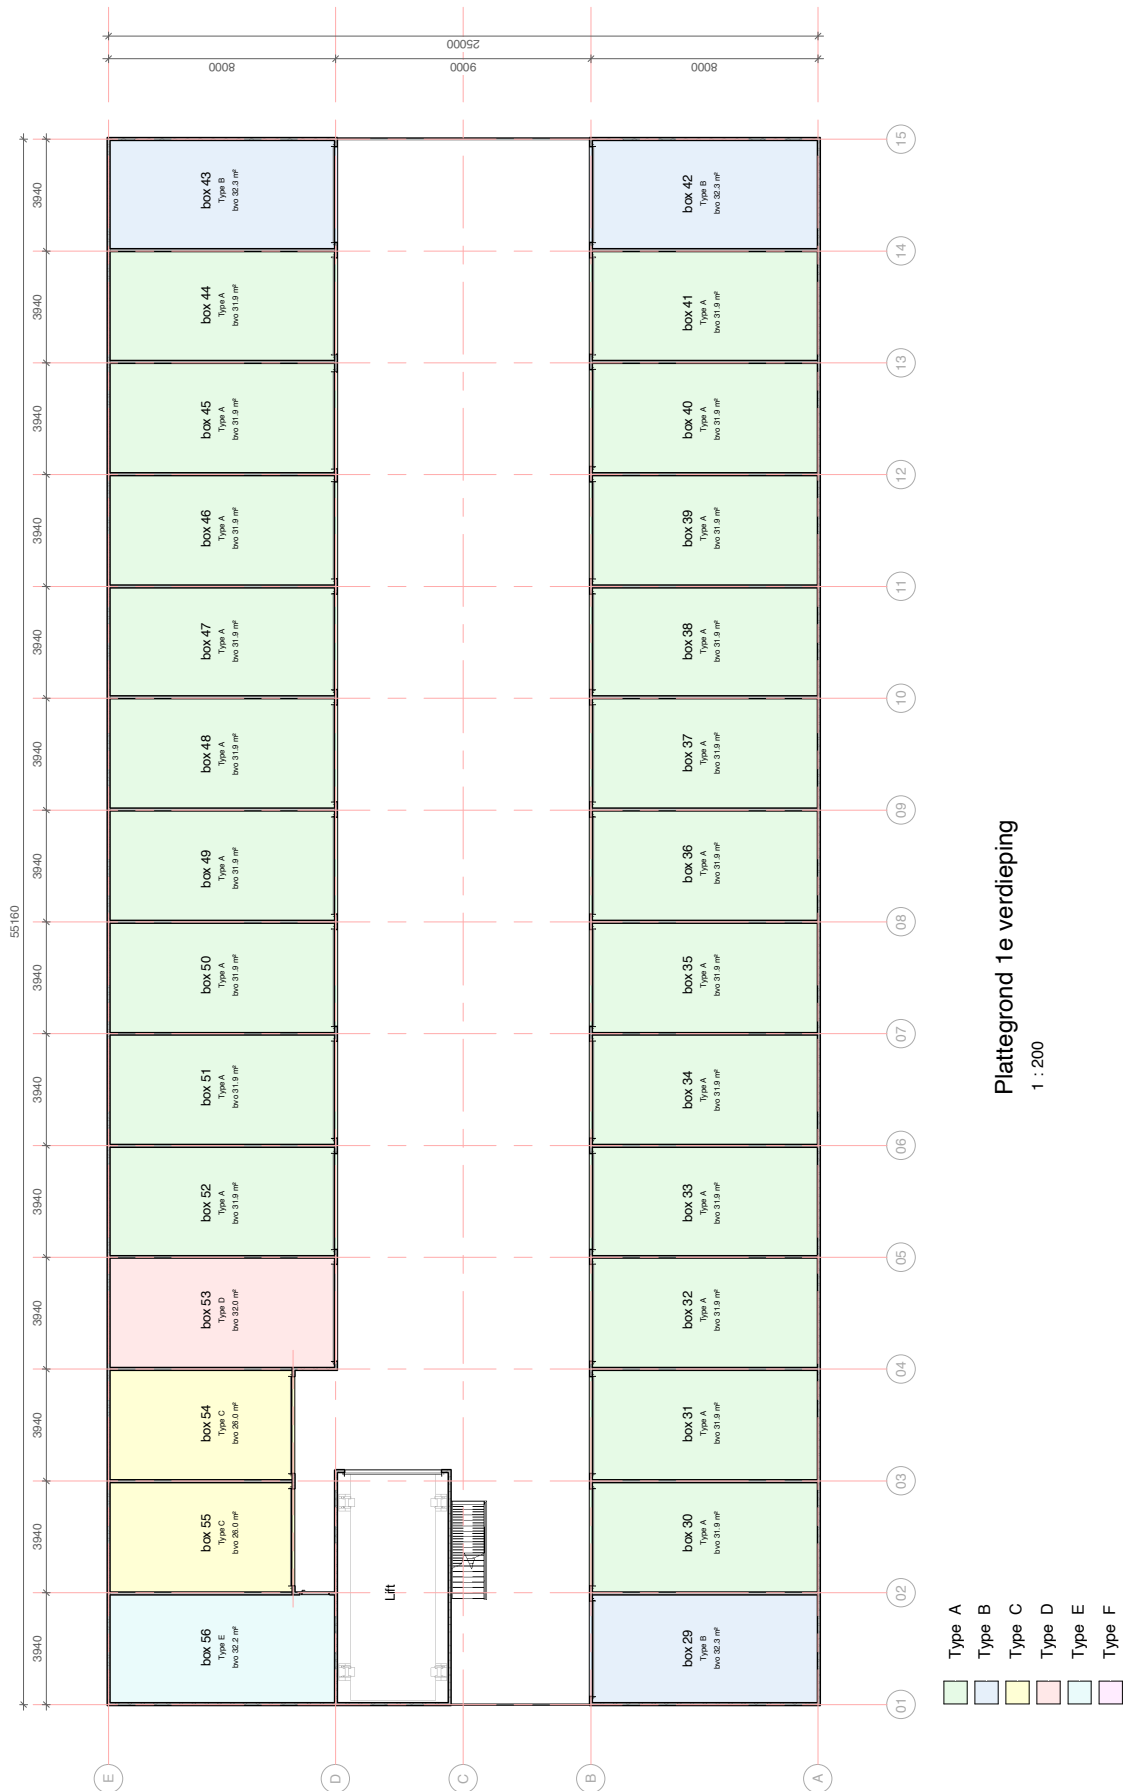 55160
3940
3940
3940
3940
3940
3940
3940
3940
3940
3940
3940
3940
3940
3940
8000
9000
8000
25000
E
D
C
B
A
box 56
Type E
bvo 32.2 m²
box 55
Type C
bvo 26.0 m²
box 54
Type C
bvo 26.0 m²
box 53
Type D
bvo 32.0 m²
box 52
Type A
bvo 31.9 m²
box 51
Type A
bvo 31.9 m²
box 50
Type A
bvo 31.9 m²
box 49
Type A
bvo 31.9 m²
box 48
Type A
bvo 31.9 m²
box 47
Type A
bvo 31.9 m²
box 46
Type A
bvo 31.9 m²
box 45
Type A
bvo 31.9 m²
box 44
Type A
bvo 31.9 m²
box 43
Type B
bvo 32.3 m²
Lift
box 29
Type B
bvo 32.3 m²
box 30
Type A
bvo 31.9 m²
box 31
Type A
bvo 31.9 m²
box 32
Type A
bvo 31.9 m²
box 33
Type A
bvo 31.9 m²
box 34
Type A
bvo 31.9 m²
box 35
Type A
bvo 31.9 m²
box 36
Type A
bvo 31.9 m²
box 37
Type A
bvo 31.9 m²
box 38
Type A
bvo 31.9 m²
box 39
Type A
bvo 31.9 m²
box 40
Type A
bvo 31.9 m²
box 41
Type A
bvo 31.9 m²
box 42
Type B
bvo 32.3 m²
01
02
03
04
05
06
07
08
09
10
11
12
13
14
15
Type A
Type B
Type C
Type D
Type E
Type F
Plattegrond 1e verdieping
1 : 200